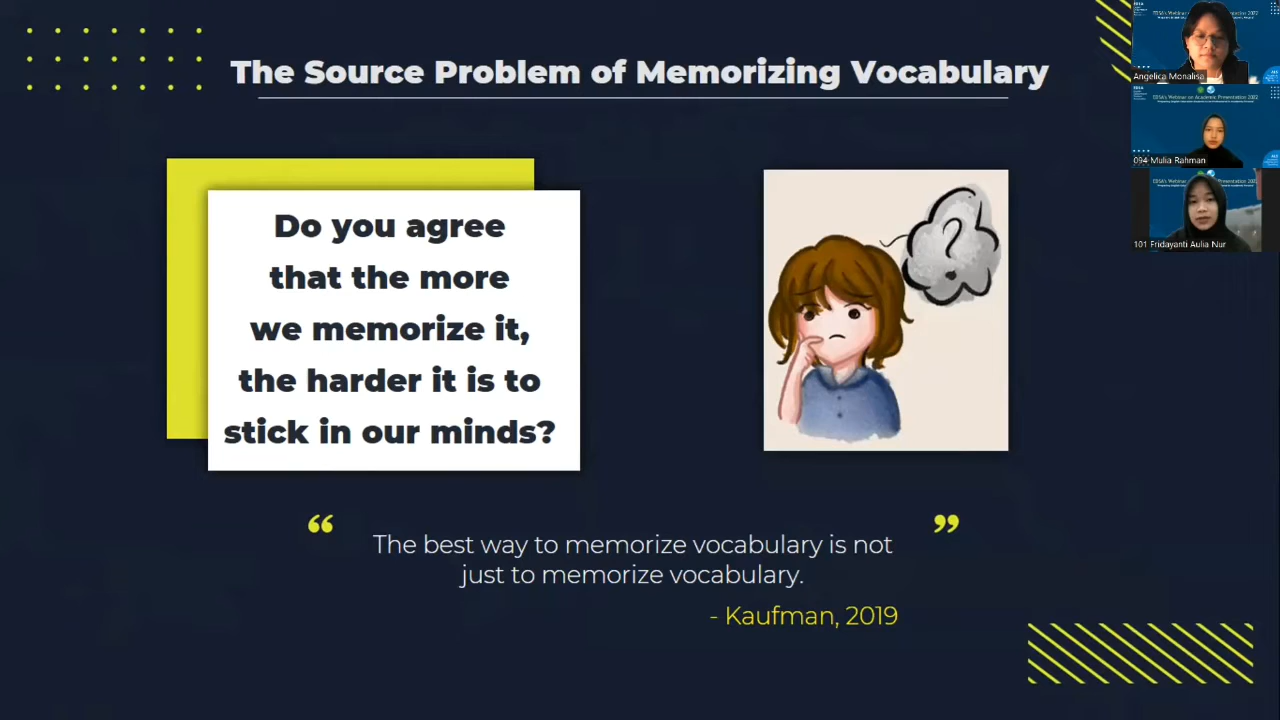 The Source Problem of Memorizing Vocabulary
Do you agree
that the more
we memorize it,
the harder it is to
stick in our minds?
?
“
The best way to memorize vocabulary is not
just to memorize vocabulary.
”
- Kaufman, 2019
Angelica Monalisa
094-Mulia Rahman
101 Fridayanti Aulia Nur